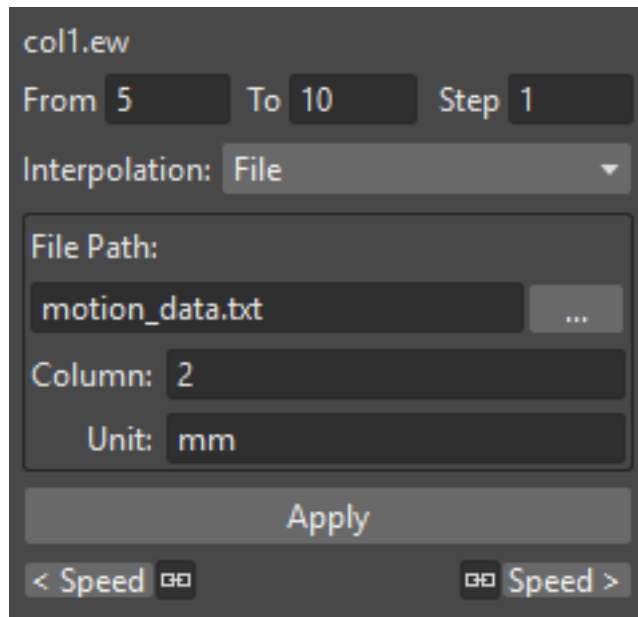 col1.ew
From 5 To 10 Step 1
Interpolation: File
File Path:
motion_data.txt ...
Column: 2
Unit: mm
Apply
< Speed Speed >